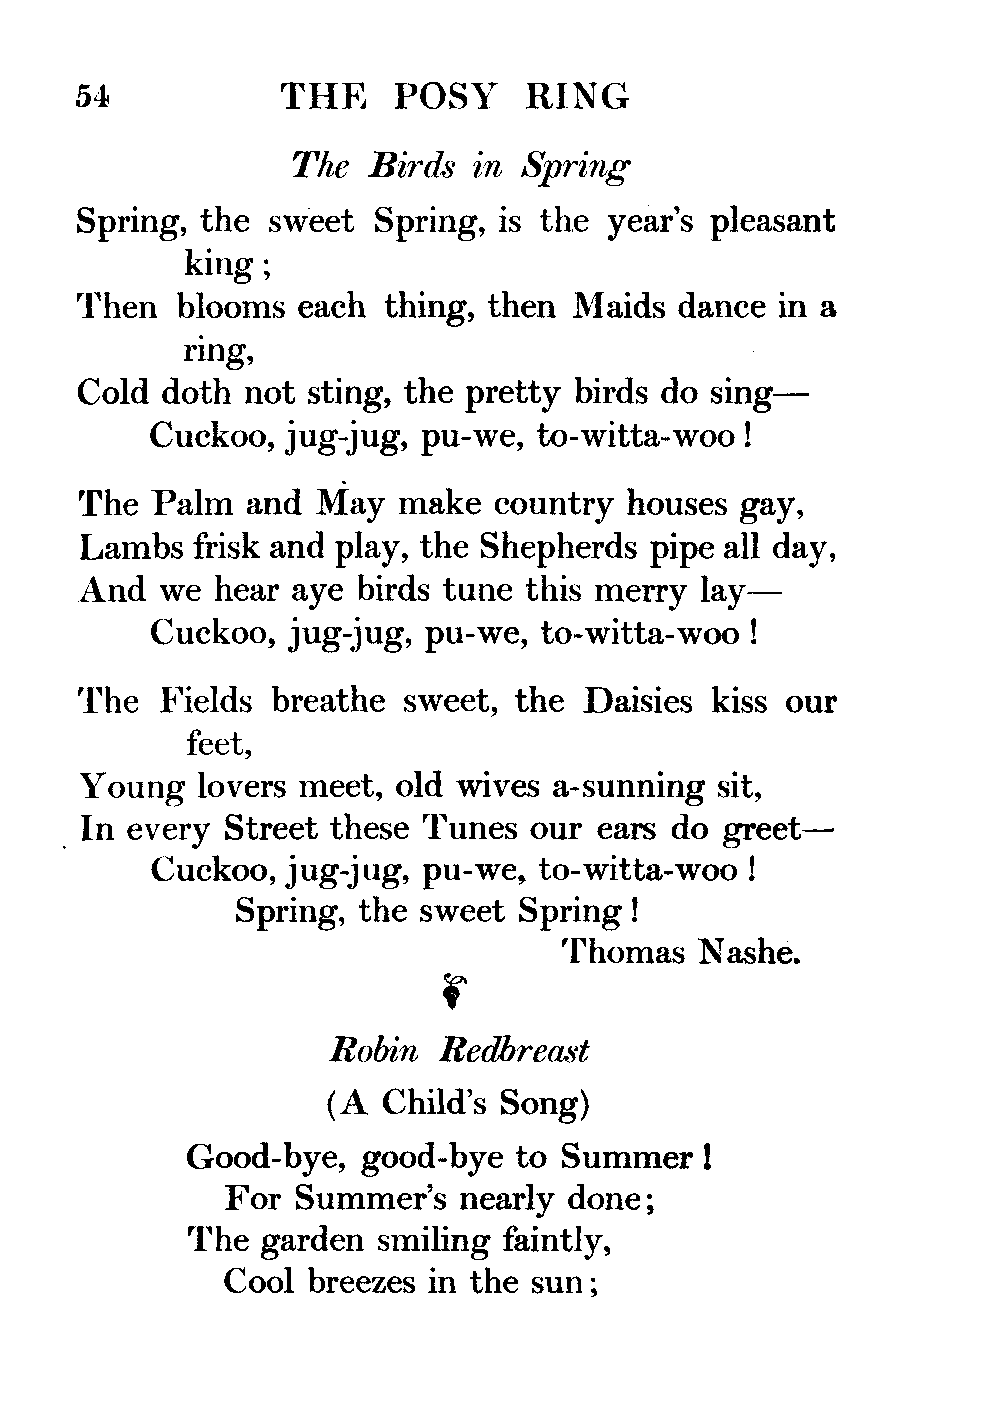 54 THE POSY RING
The Birds in Spring
Spring, the sweet Spring, is the year's pleasant
king;
Then blooms each thing, then Maids dance in a
ring,
Cold doth not sting, the pretty birds do sing—
Cuckoo, jug-jug, pu-we, to-witta-woo!
The Palm and May make country houses gay,
Lambs frisk and play, the Shepherds pipe all day,
And we hear aye birds tune this merry lay—
Cuckoo, jug-jug, pu-we, to-witta-woo!
The Fields breathe sweet, the Daisies kiss our
feet,
Young lovers meet, old wives a-sunning sit,
In every Street these Tunes our ears do greet—
Cuckoo, jug-jug, pu-we, to-witta-woo!
Spring, the sweet Spring!
Thomas Nashe.
Robin Redbreast
(A Child's Song)
Good-bye, good-bye to Summer!
For Summer's nearly done;
The garden smiling faintly,
Cool breezes in the sun;